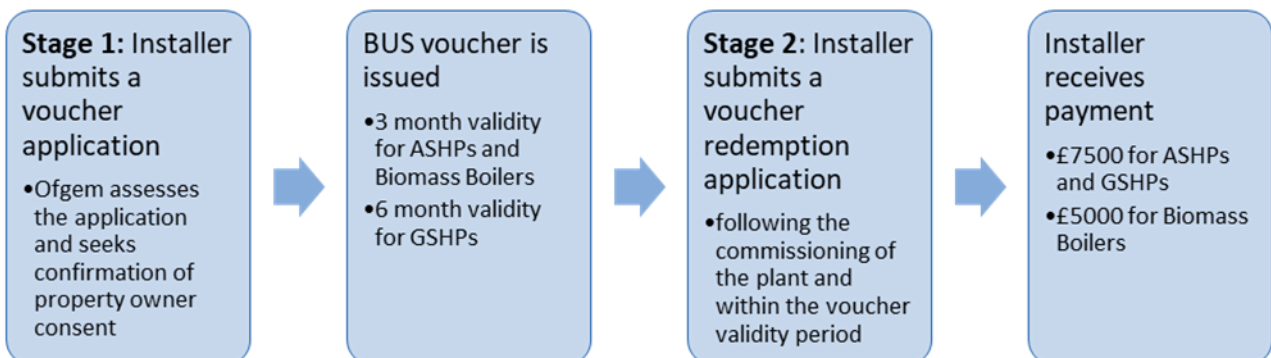 Stage 1: Installer
submits a
voucher
application
•Ofgem assesses
the application
and seeks
confirmation of
property owner
consent
BUS voucher is
issued
•3 month validity
for ASHPs and
Biomass Boilers
•6 month validity
for GSHPs
Stage 2: Installer
submits a
voucher
redemption
application
•following the
commissioning of
the plant and
within the voucher
validity period
Installer
receives
payment
•£7500 for ASHPs
and GSHPs
•£5000 for Biomass
Boilers